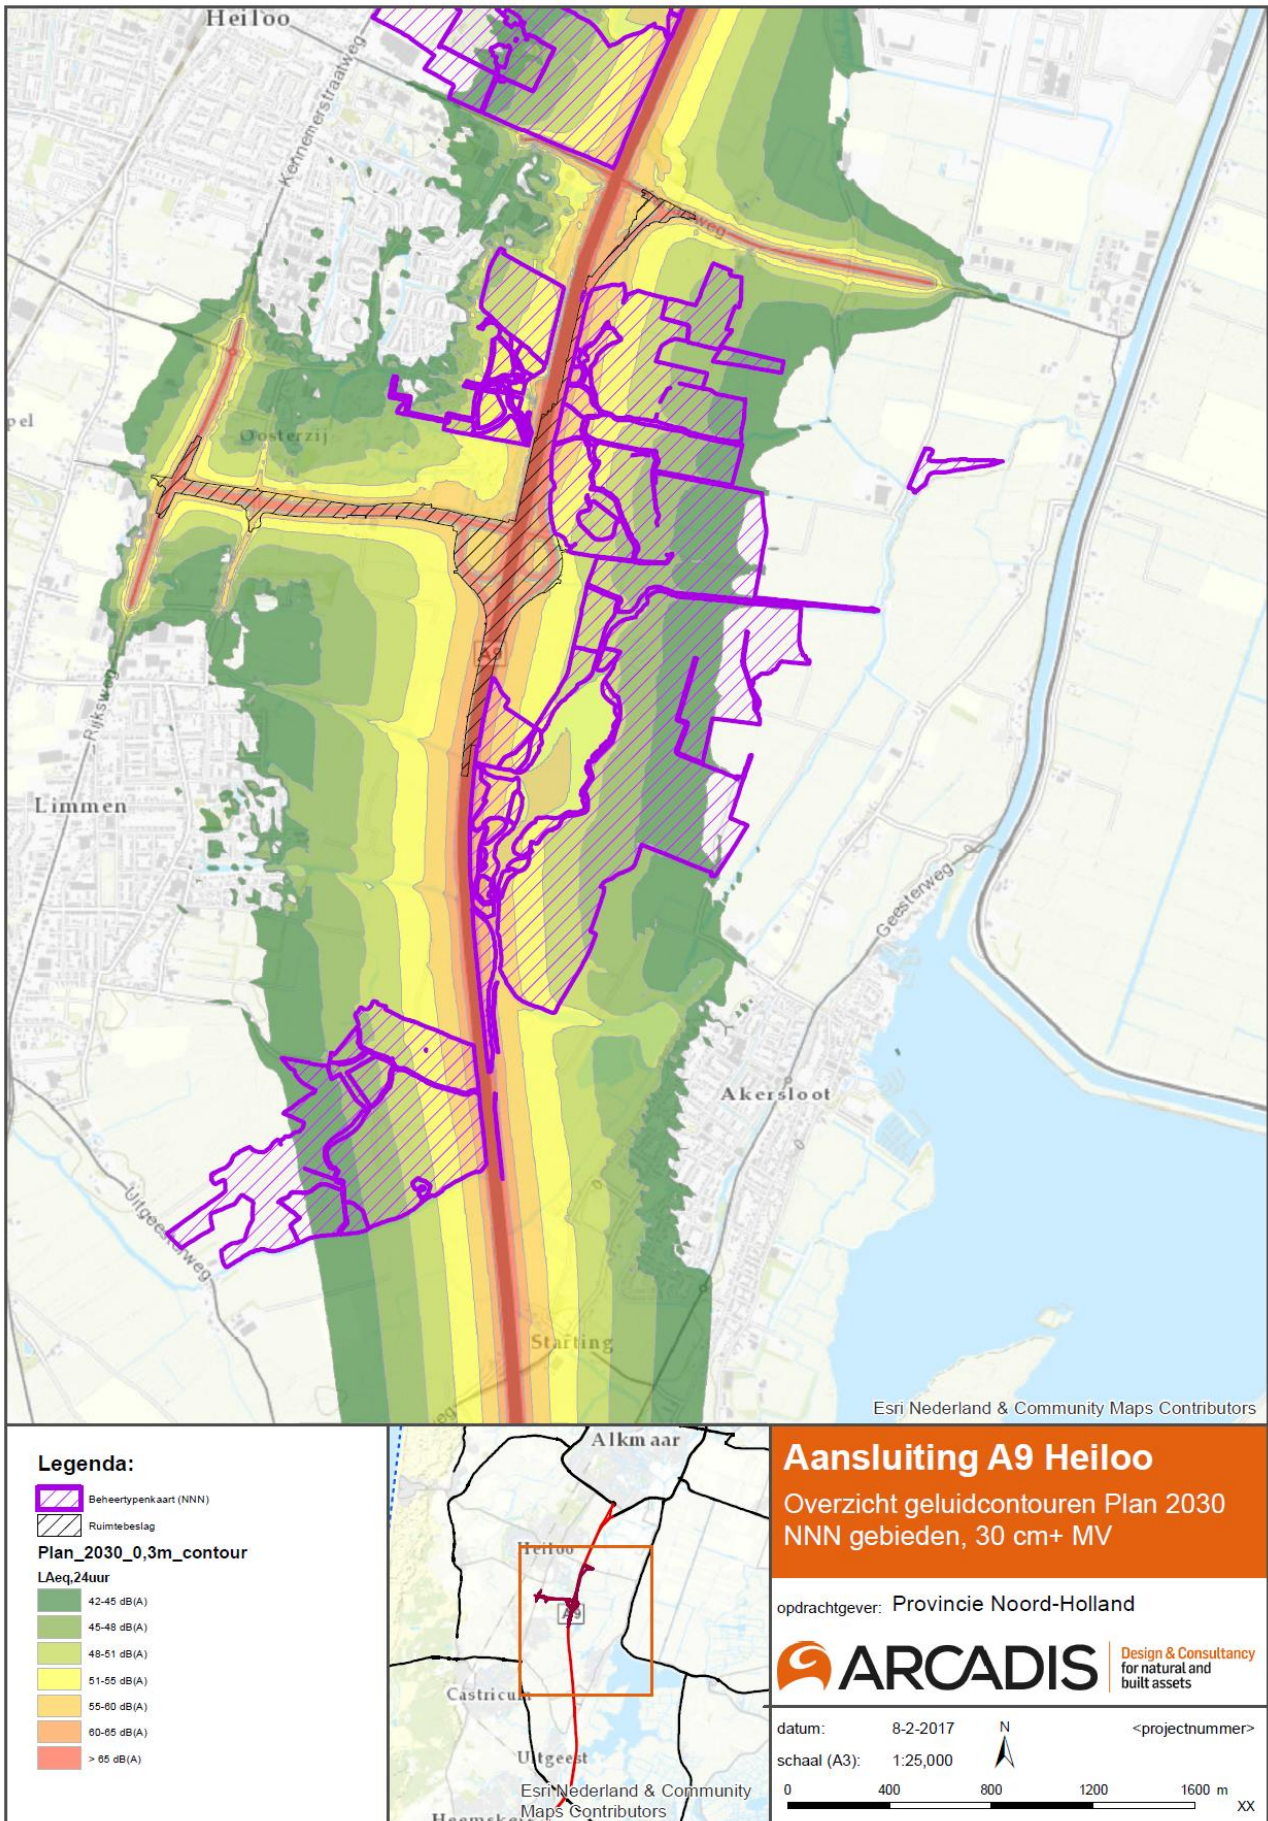 Heiloo
Kennemerstraatweg
Oosterzij
pel
A9
Rijksweg
Limmen
Geesterweg
Akersloot
Uitgeesterweg
Starting
eg
Esri Nederland & Community Maps Contributors
Legenda:
Beheertypenkaart (NNN)
Ruimtebeslag
Plan_2030_0,3m_contour
LAeq,24uur
42-45 dB(A)
45-48 dB(A)
48-51 dB(A)
51-55 dB(A)
55-60 dB(A)
60-65 dB(A)
> 65 dB(A)
Alkmaar
Heiloo
A9
Castricum
Uitgeest
Esri Nederland & Community
Maps Contributors
Aansluiting A9 Heiloo
Overzicht geluidcontouren Plan 2030
NNN gebieden, 30 cm+ MV
opdrachtgever: Provincie Noord-Holland
ARCADIS
Design & Consultancy
for natural and
built assets
datum: 8-2-2017 N <projectnummer>
schaal (A3): 1:25,000
0 400 800 1200 1600 m
XX